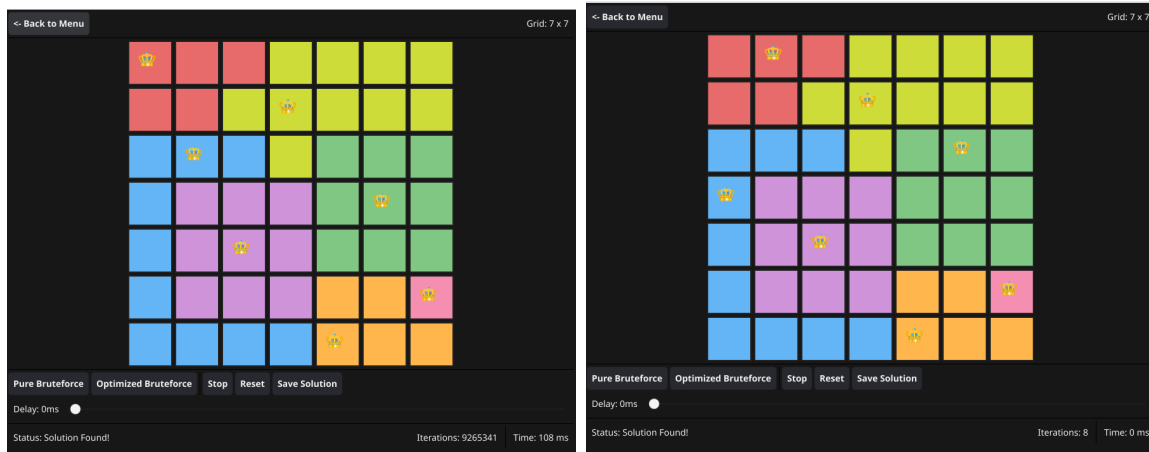 <- Back to Menu
Grid: 7 x 7
Pure Bruteforce Optimized Bruteforce Stop Reset Save Solution
Delay: 0ms
Status: Solution Found!
Iterations: 9265341 Time: 108 ms
<- Back to Menu
Grid: 7 x 7
Pure Bruteforce Optimized Bruteforce Stop Reset Save Solution
Delay: 0ms
Status: Solution Found!
Iterations: 8 Time: 0 ms